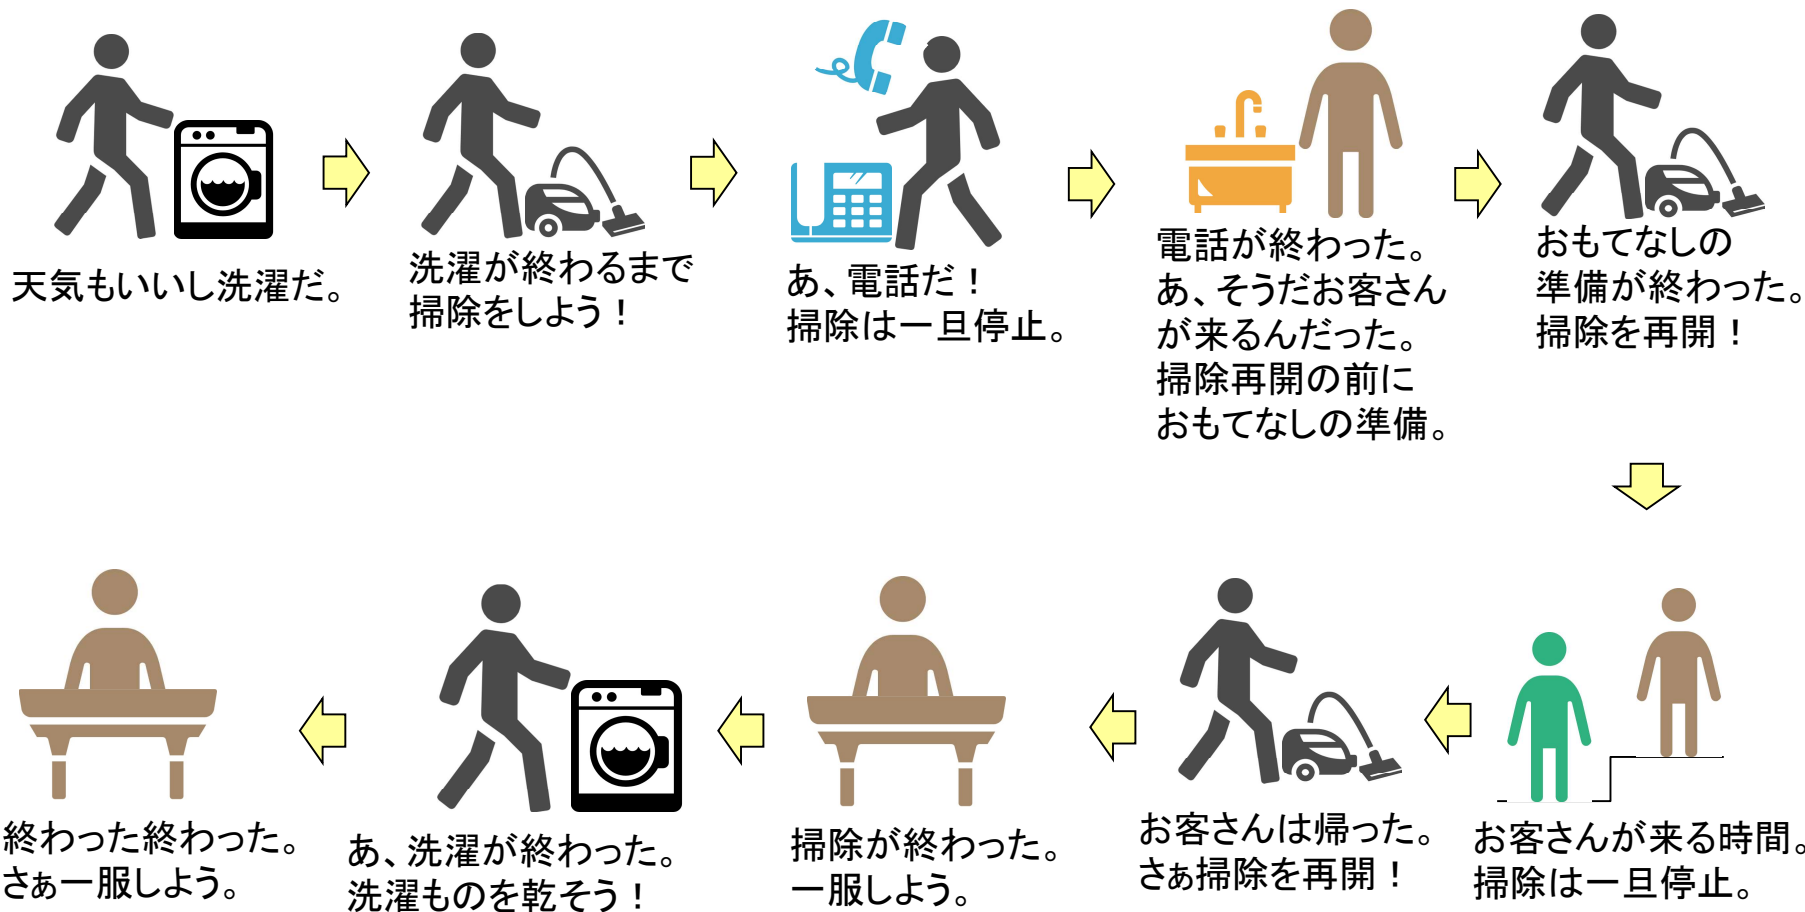 天気もいいし洗濯だ。
洗濯が終わるまで
掃除をしよう！
あ、電話だ！
掃除は一旦停止。
電話が終わった。
あ、そうだお客さん
が来るんだった。
掃除再開の前に
おもてなしの準備。
おもてなしの
準備が終わった。
掃除を再開！
お客さんが来る時間。
掃除は一旦停止。
お客さんは帰った。
さぁ掃除を再開！
掃除が終わった。
一服しよう。
あ、洗濯が終わった。
洗濯ものを乾そう！
終わった終わった。
さぁ一服しよう。